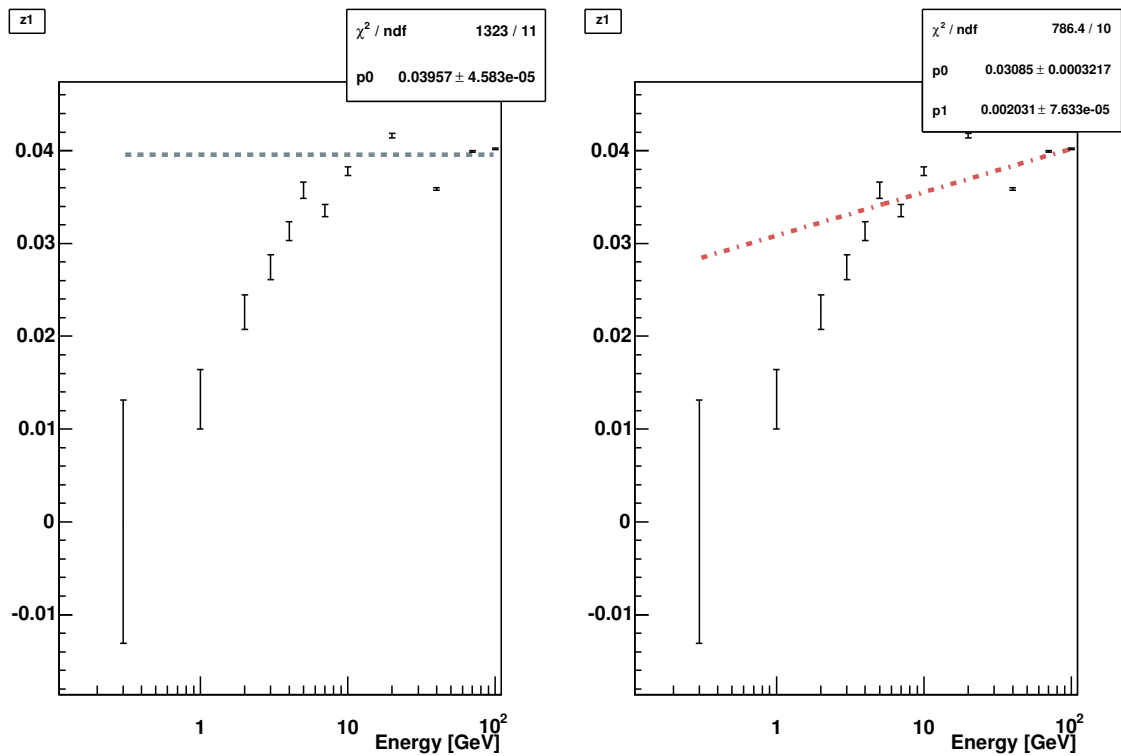 z1
χ² / ndf 1323 / 11
p0 0.03957 ± 4.583e-05
0.04
0.03
0.02
0.01
0
-0.01
1 10 10²
Energy [GeV]
z1
χ² / ndf 786.4 / 10
p0 0.03085 ± 0.0003217
p1 0.002031 ± 7.633e-05
0.04
0.03
0.02
0.01
0
-0.01
1 10 10²
Energy [GeV]